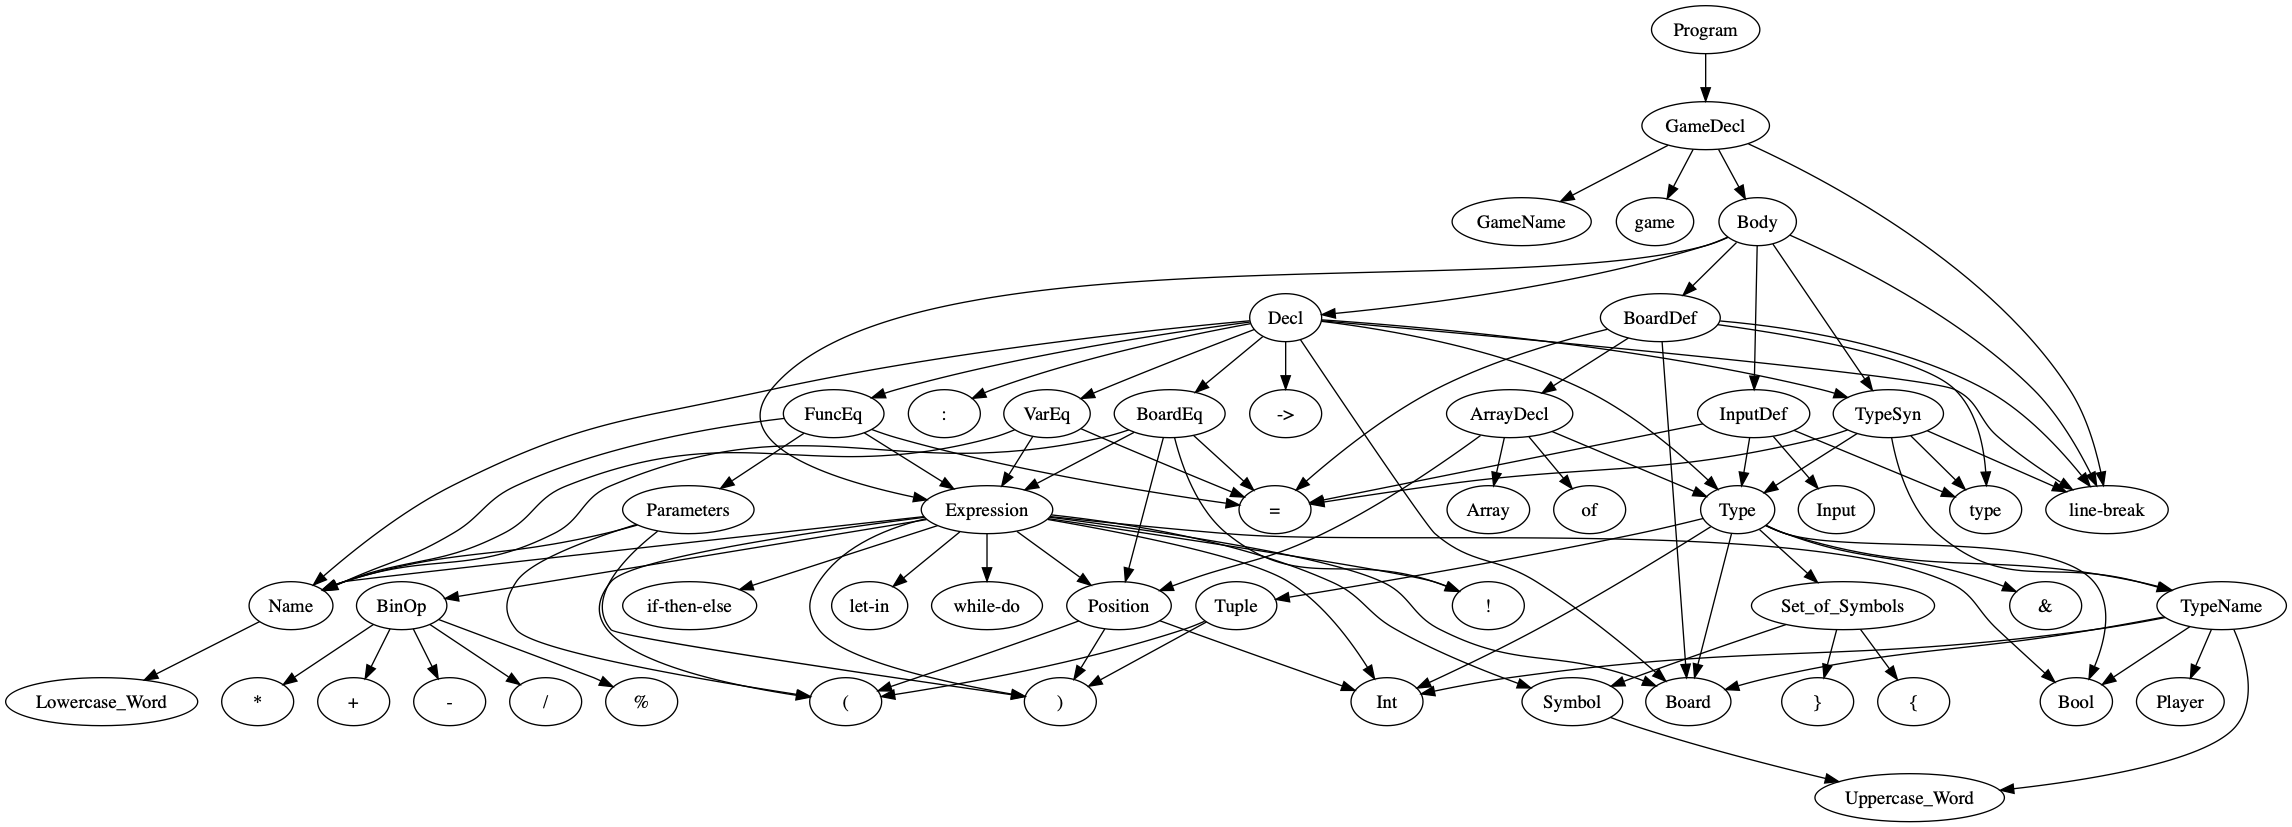 Program
GameDecl
GameName
game
Body
Decl
BoardDef
FuncEq
:
VarEq
BoardEq
->
ArrayDecl
InputDef
TypeSyn
Parameters
Expression
=
Array
of
Type
Input
type
line-break
Name
BinOp
if-then-else
let-in
while-do
Position
Tuple
!
Set_of_Symbols
&
TypeName
Lowercase_Word
*
+
-
/
%
(
)
Int
Symbol
Board
}
{
Bool
Player
Uppercase_Word